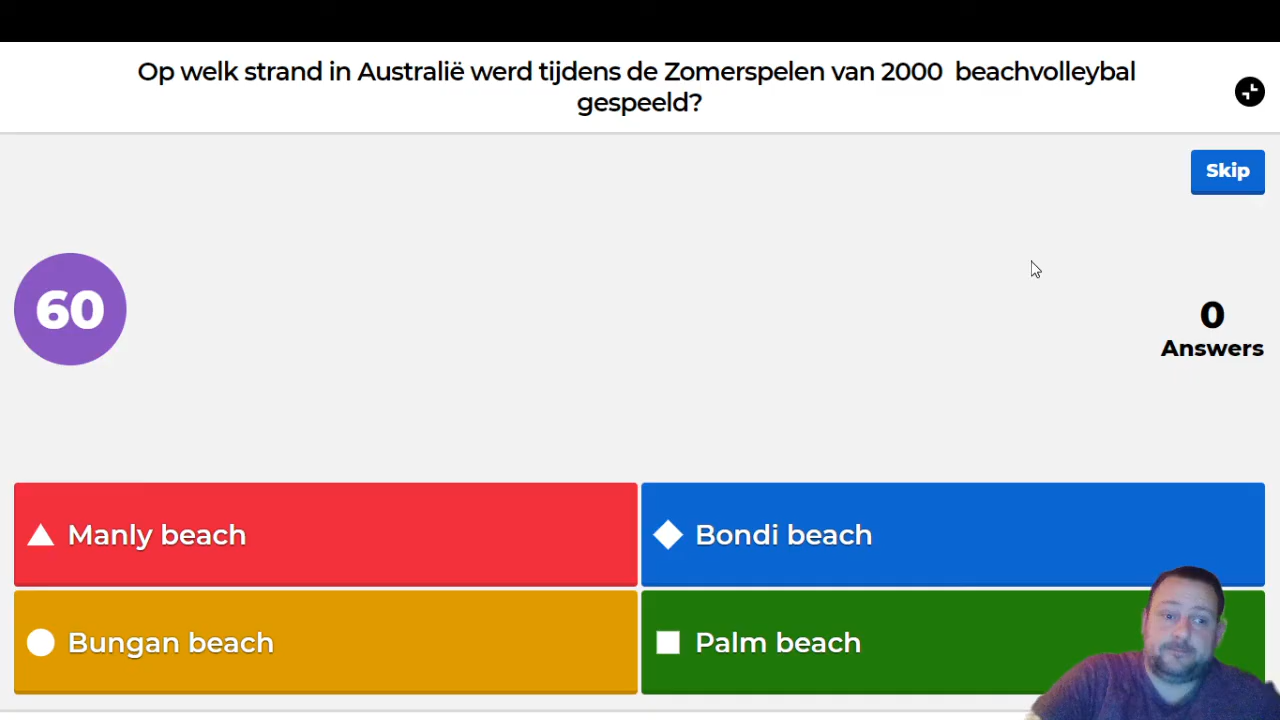 Op welk strand in Australië werd tijdens de Zomerspelen van 2000 beachvolleybal
gespeeld?
Skip
60
0
Answers
Manly beach
Bondi beach
Bungan beach
Palm beach